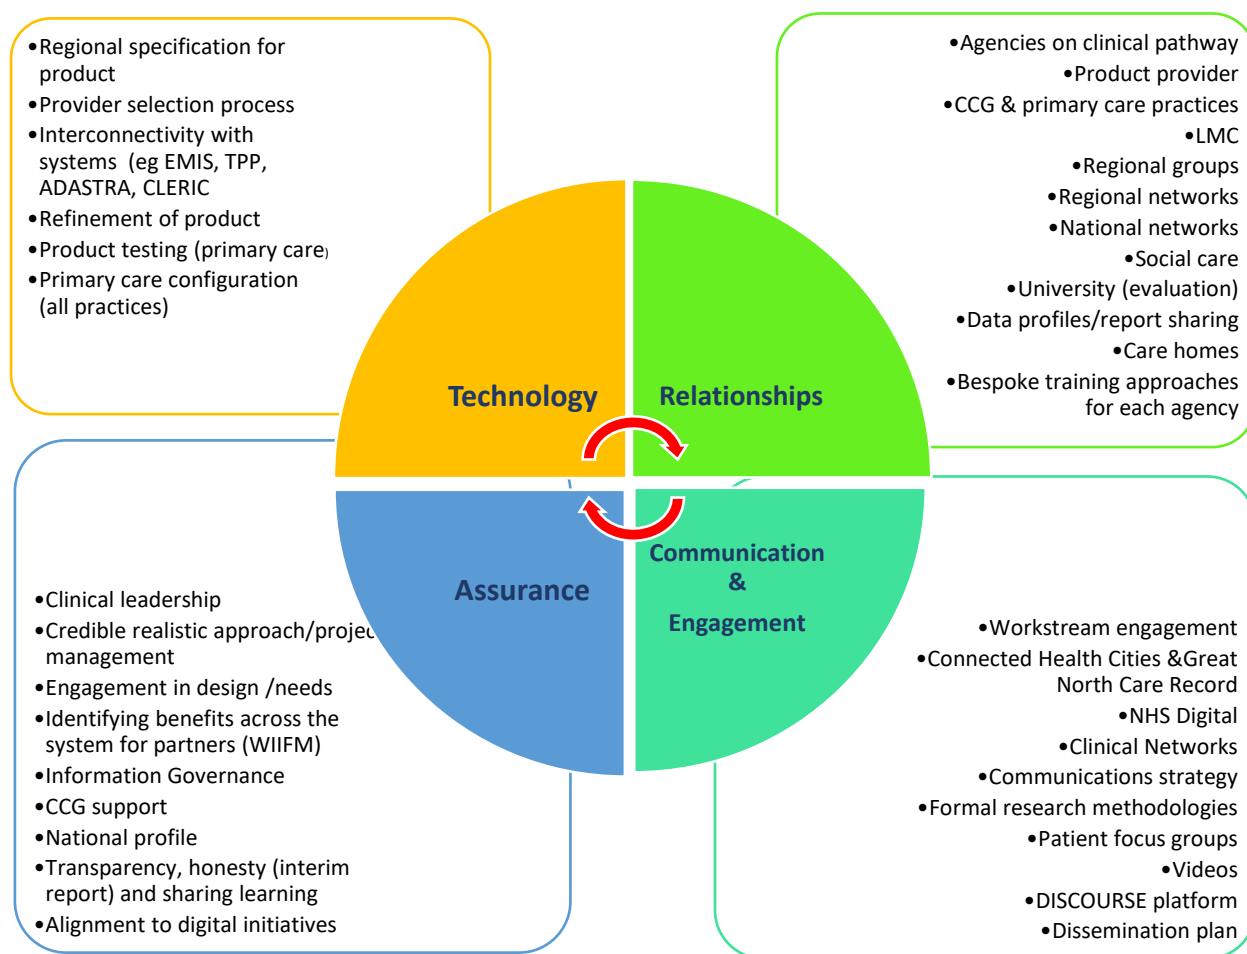 •Regional specification for
product
•Provider selection process
•Interconnectivity with
systems (eg EMIS, TPP,
ADASTRA, CLERIC
•Refinement of product
•Product testing (primary care)
•Primary care configuration
(all practices)
•Agencies on clinical pathway
•Product provider
•CCG & primary care practices
•LMC
•Regional groups
•Regional networks
•National networks
•Social care
•University (evaluation)
•Data profiles/report sharing
•Care homes
•Bespoke training approaches
for each agency
Technology
Relationships
Assurance
Communication
&
Engagement
•Clinical leadership
•Credible realistic approach/projec
management
•Engagement in design /needs
•Identifying benefits across the
system for partners (WIIFM)
•Information Governance
•CCG support
•National profile
•Transparency, honesty (interim
report) and sharing learning
•Alignment to digital initiatives
•Workstream engagement
•Connected Health Cities &Great
North Care Record
•NHS Digital
•Clinical Networks
•Communications strategy
•Formal research methodologies
•Patient focus groups
•Videos
•DISCOURSE platform
•Dissemination plan